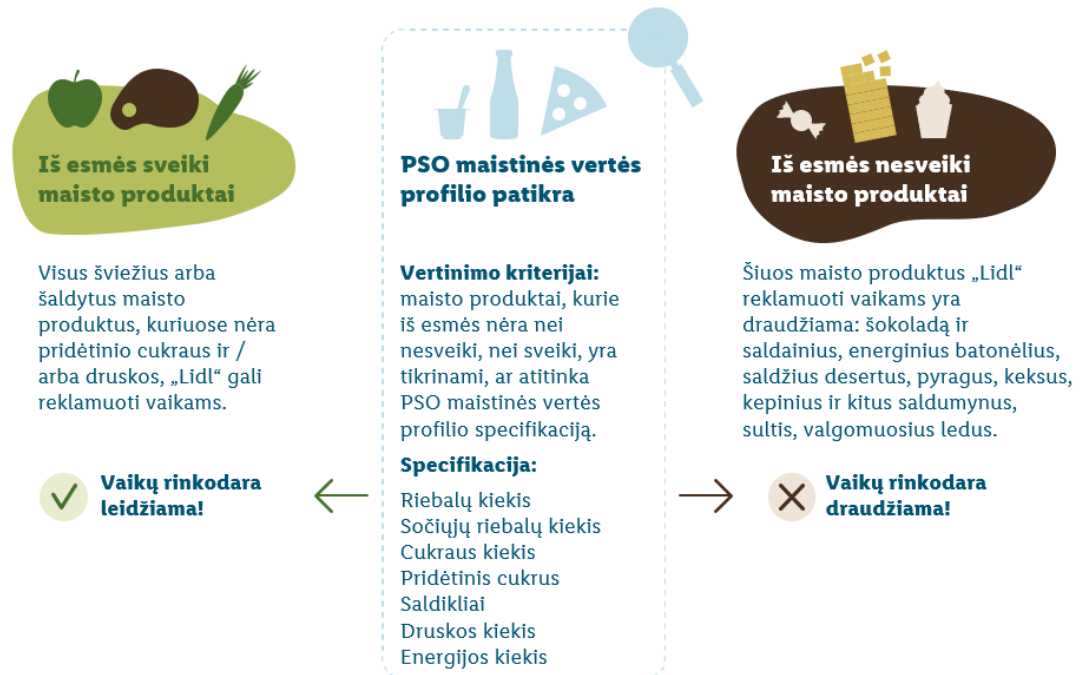 Iš esmės sveiki
maisto produktai
Visus šviežius arba
šaldytus maisto
produktus, kuriuose nėra
pridėtinio cukraus ir /
arba druskos, „Lidl“ gali
reklamuoti vaikams.
Vaikų rinkodara
leidžiama!
PSO maistinės vertės
profilio patikra
Vertinimo kriterijai:
maisto produktai, kurie
iš esmės nėra nei
nesveiki, nei sveiki, yra
tikrinami, ar atitinka
PSO maistinės vertės
profilio specifikaciją.
Specifikacija:
Riebalų kiekis
Sočiųjų riebalų kiekis
Cukraus kiekis
Pridėtinis cukrus
Saldikliai
Druskos kiekis
Energijos kiekis
Iš esmės nesveiki
maisto produktai
Šiuos maisto produktus „Lidl“
reklamuoti vaikams yra
draudžiama: šokoladą ir
saldainius, energinius batonėlius,
saldžius desertus, pyragus, keksus,
kepinius ir kitus saldumynus,
sultis, valgomuosius ledus.
Vaikų rinkodara
draudžiama!